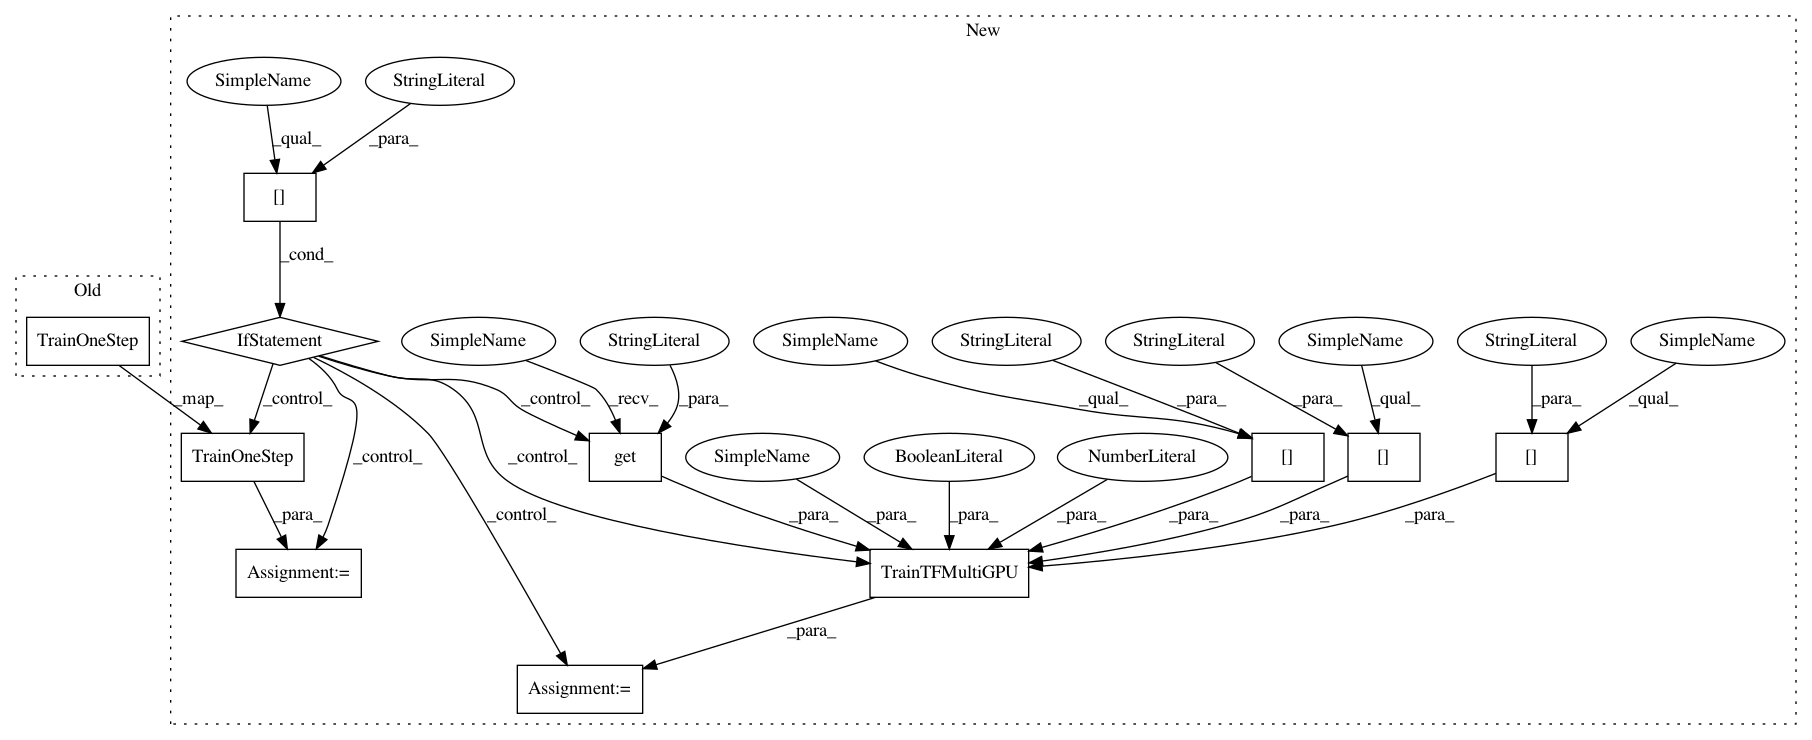 New
SimpleName
StringLiteral
_qual_
_para_
[]
_cond_
Old
TrainOneStep
IfStatement
SimpleName
StringLiteral
SimpleName
StringLiteral
StringLiteral
SimpleName
StringLiteral
SimpleName
_map_
_control_
_control_
_recv_
_para_
_qual_
_para_
_para_
_qual_
_para_
_qual_
TrainOneStep
_control_
_control_
get
SimpleName
BooleanLiteral
NumberLiteral
[]
[]
[]
_para_
_control_
_para_
_para_
_para_
_para_
_para_
_para_
_para_
Assignment:=
TrainTFMultiGPU
_para_
Assignment:=